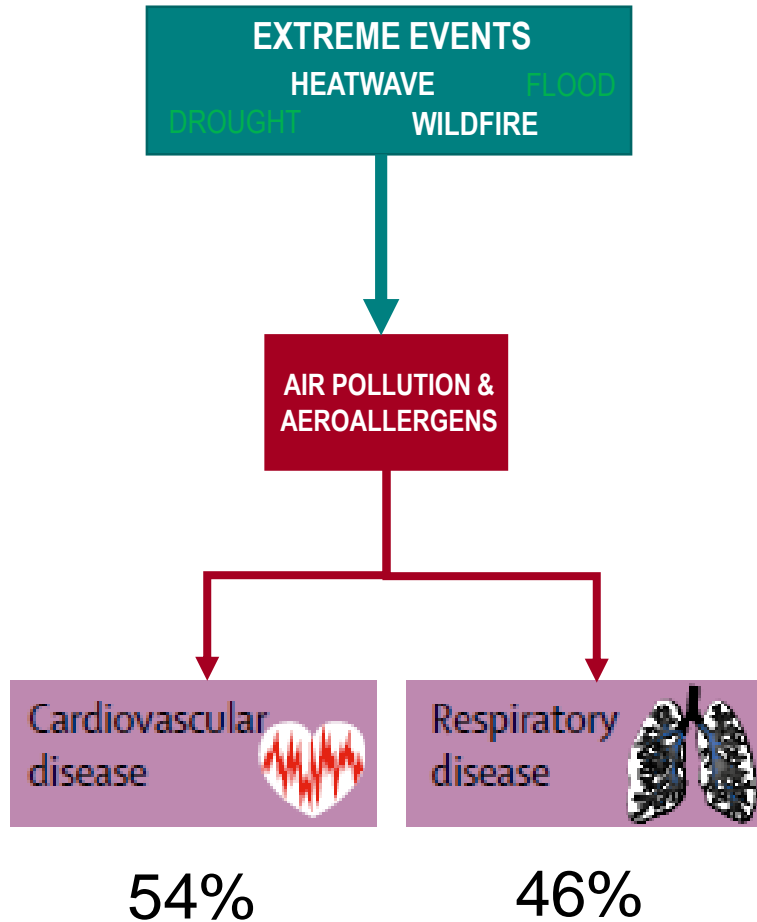 EXTREME EVENTS
HEATWAVE FLOOD
DROUGHT WILDFIRE
AIR POLLUTION &
AEROALLERGENS
Cardiovascular
disease
Respiratory
disease
54%
46%